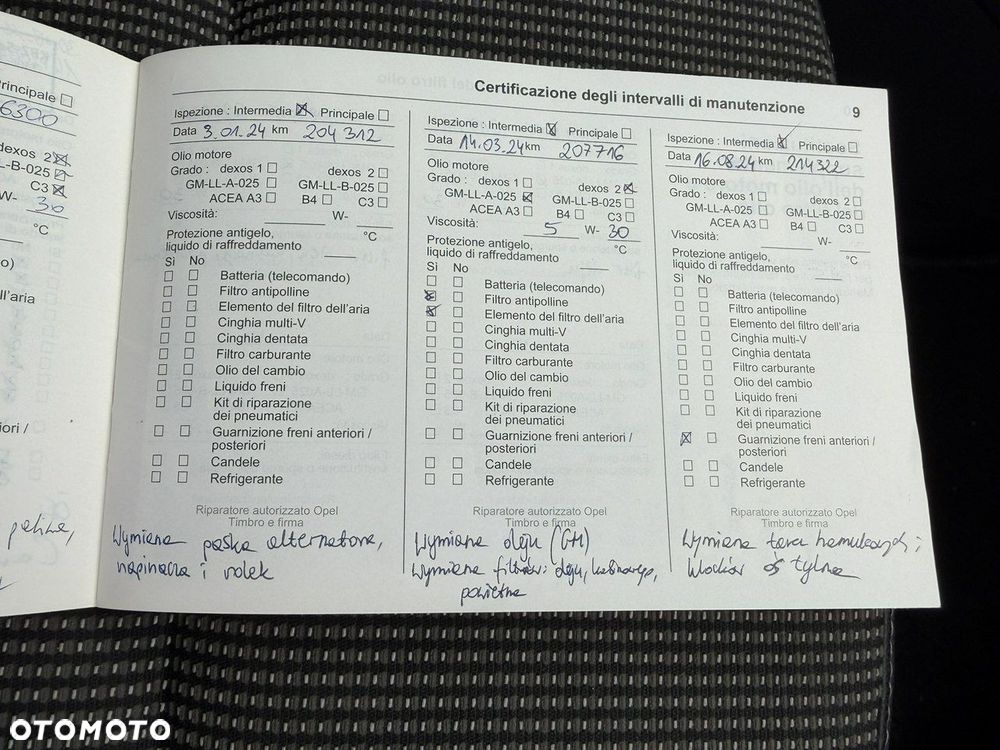 rincipale ☐
6300
dexos 2 ☒
LL-B-025 ☒
C3 ☒
W- 30
°C
o)
ll'aria
iori /
paliwa,
Certificazione degli intervalli di manutenzione 9
Ispezione : Intermedia ☒ Principale ☐
Data 3.01.24 km 204 312
Olio motore
Grado : dexos 1 ☐ dexos 2 ☐
GM-LL-A-025 ☐ GM-LL-B-025 ☐
ACEA A3 ☐ B4 ☐ C3 ☐
Viscosità: W-
Protezione antigelo, °C
liquido di raffreddamento
Sì No
☐ ☐ Batteria (telecomando)
☐ ☐ Filtro antipolline
☐ ☐ Elemento del filtro dell'aria
☐ ☐ Cinghia multi-V
☐ ☐ Cinghia dentata
☐ ☐ Filtro carburante
☐ ☐ Olio del cambio
☐ ☐ Liquido freni
☐ ☐ Kit di riparazione
dei pneumatici
☐ ☐ Guarnizione freni anteriori /
posteriori
☐ ☐ Candele
☐ ☐ Refrigerante
Riparatore autorizzato Opel
Timbro e firma
Wymiana paska alternatora,
napinacza i rolek
Ispezione : Intermedia ☒ Principale ☐
Data 14.03.24 km 207716
Olio motore
Grado : dexos 1 ☐ dexos 2 ☒
GM-LL-A-025 ☒ GM-LL-B-025 ☐
ACEA A3 ☐ B4 ☐ C3 ☐
Viscosità: 5 W- 30
Protezione antigelo, °C
liquido di raffreddamento
Sì No
☐ ☐ Batteria (telecomando)
☒ ☐ Filtro antipolline
☒ ☐ Elemento del filtro dell'aria
☐ ☐ Cinghia multi-V
☐ ☐ Cinghia dentata
☐ ☐ Filtro carburante
☐ ☐ Olio del cambio
☐ ☐ Liquido freni
☐ ☐ Kit di riparazione
dei pneumatici
☐ ☐ Guarnizione freni anteriori /
posteriori
☐ ☐ Candele
☐ ☐ Refrigerante
Riparatore autorizzato Opel
Timbro e firma
Wymiana oleju (GM)
Wymiana filtrów: oleju, kabinowego,
powietrza
Ispezione : Intermedia ☒ Principale ☐
Data 16.08.24 km 214322
Olio motore
Grado : dexos 1 ☐ dexos 2 ☐
GM-LL-A-025 ☐ GM-LL-B-025 ☐
ACEA A3 ☐ B4 ☐ C3 ☐
Viscosità: W-
Protezione antigelo, °C
liquido di raffreddamento
Sì No
☐ ☐ Batteria (telecomando)
☐ ☐ Filtro antipolline
☐ ☐ Elemento del filtro dell'aria
☐ ☐ Cinghia multi-V
☐ ☐ Cinghia dentata
☐ ☐ Filtro carburante
☐ ☐ Olio del cambio
☐ ☐ Liquido freni
☐ ☐ Kit di riparazione
dei pneumatici
☒ ☐ Guarnizione freni anteriori /
posteriori
☐ ☐ Candele
☐ ☐ Refrigerante
Riparatore autorizzato Opel
Timbro e firma
Wymiana tarcz hamulcowych i
klocków oś tylna
OTOMOTO